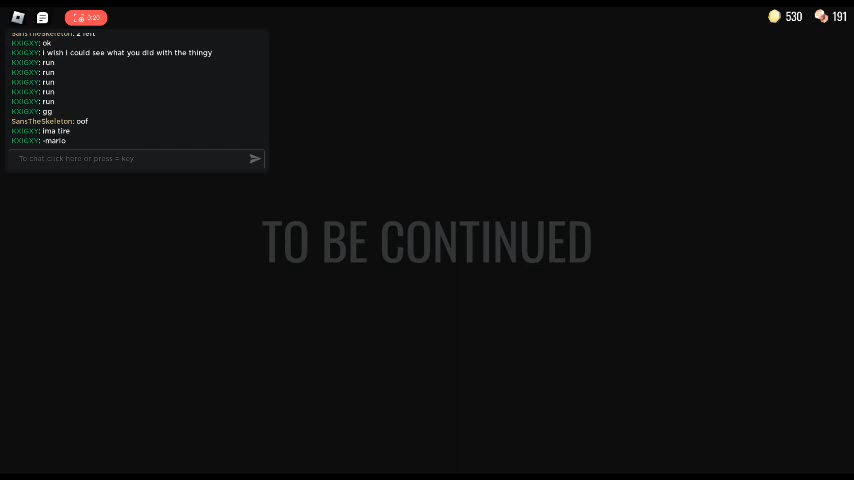 0:20
530
191
SansTheSkeleton: 2 left
KXIGXY: ok
KXIGXY: i wish i could see what you did with the thingy
KXIGXY: run
KXIGXY: run
KXIGXY: run
KXIGXY: run
KXIGXY: run
KXIGXY: gg
SansTheSkeleton: oof
KXIGXY: ima tire
KXIGXY: -mario
To chat click here or press = key
TO BE CONTINUED